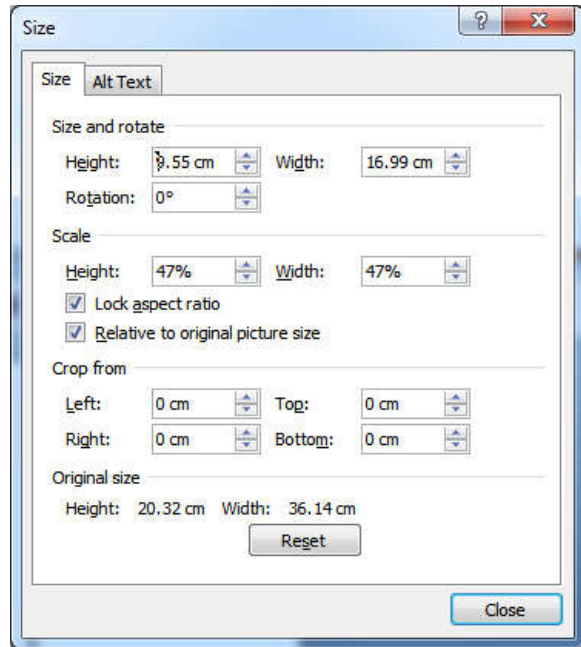 Size
Size Alt Text
Size and rotate
Height: 9.55 cm Width: 16.99 cm
Rotation: 0°
Scale
Height: 47% Width: 47%
Lock aspect ratio
Relative to original picture size
Crop from
Left: 0 cm Top: 0 cm
Right: 0 cm Bottom: 0 cm
Original size
Height: 20.32 cm Width: 36.14 cm
Reset
Close